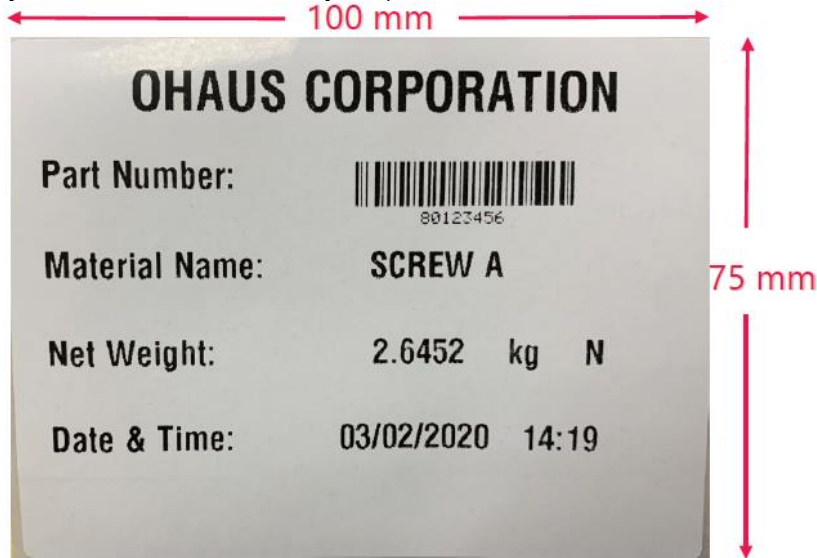 100 mm
OHAUS CORPORATION
Part Number:
80123456
Material Name: SCREW A
75 mm
Net Weight: 2.6452 kg N
Date & Time: 03/02/2020 14:19